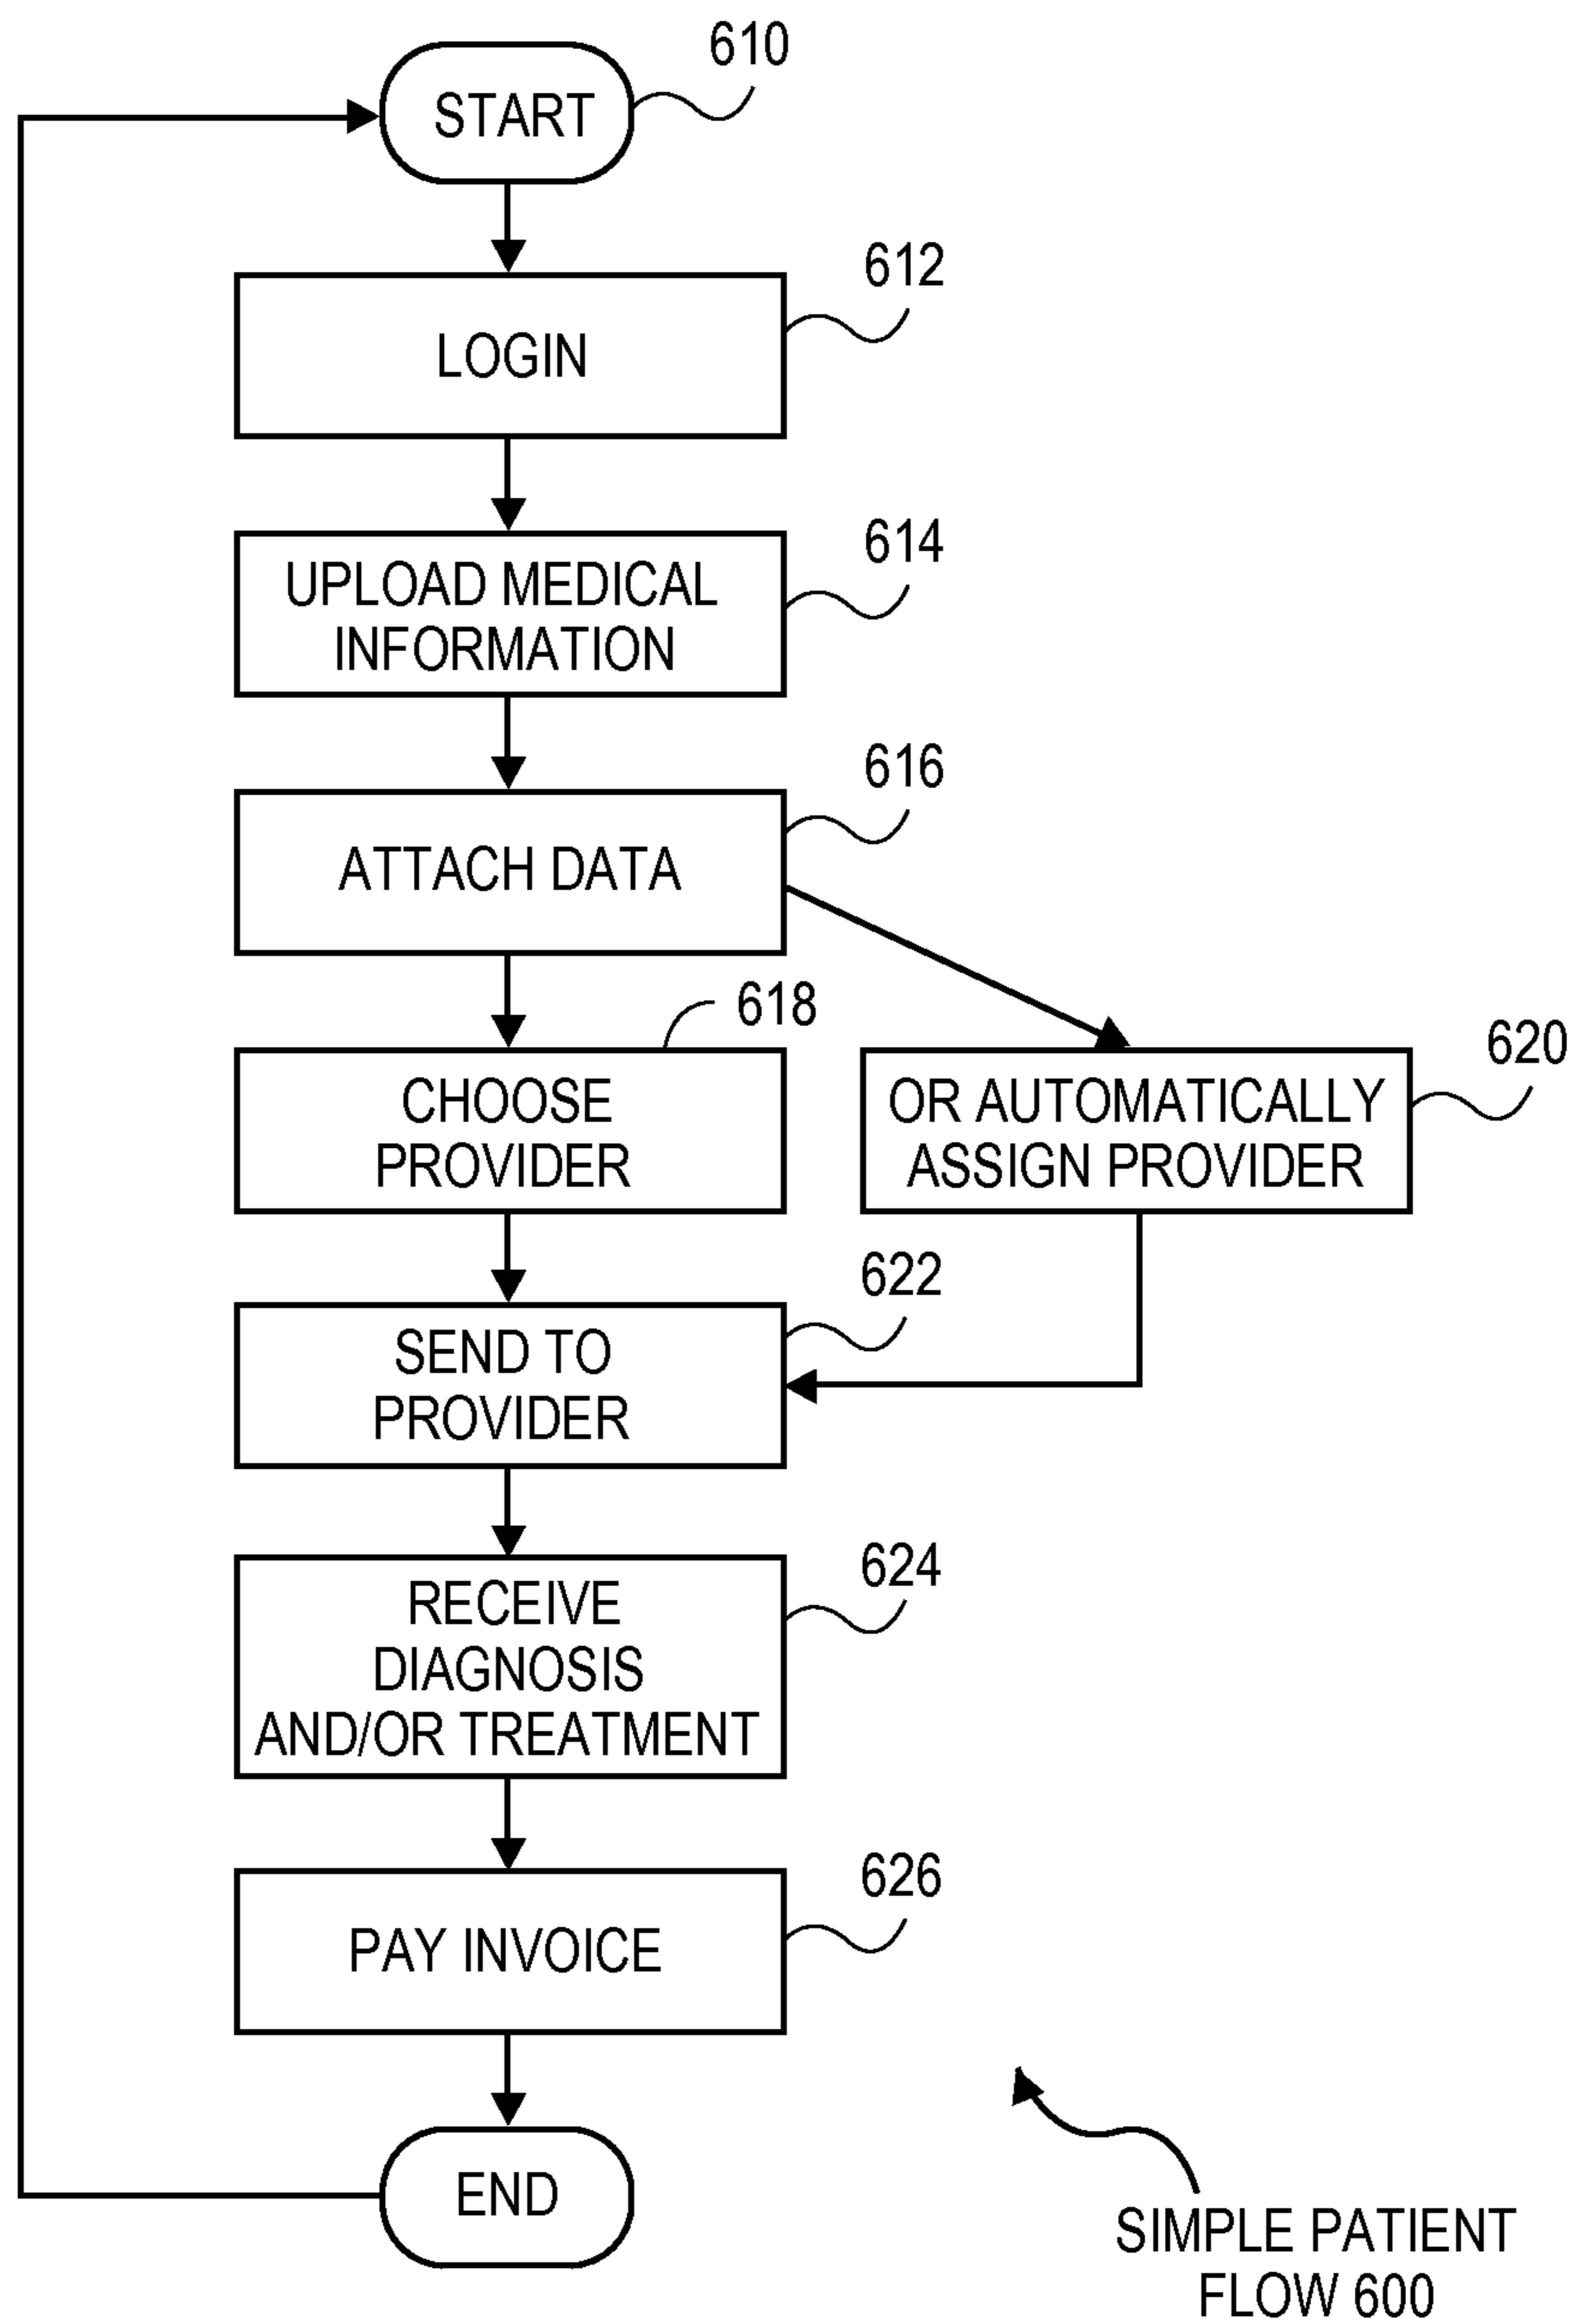 610
START
612
LOGIN
614
UPLOAD MEDICAL
INFORMATION
616
ATTACH DATA
618
CHOOSE
PROVIDER
620
OR AUTOMATICALLY
ASSIGN PROVIDER
622
SEND TO
PROVIDER
624
RECEIVE
DIAGNOSIS
AND/OR TREATMENT
626
PAY INVOICE
END
SIMPLE PATIENT
FLOW 600